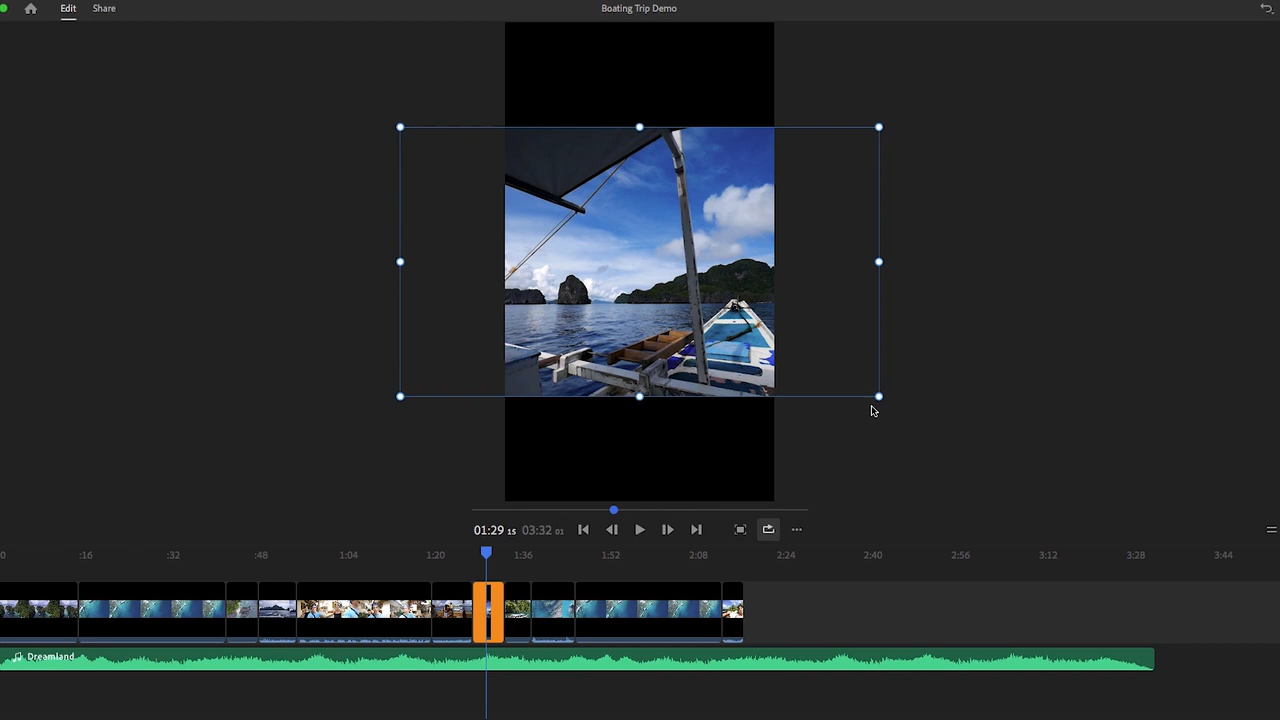 Edit Share Boating Trip Demo
01:29 15 03:32 01
0 :16 :32 :48 1:04 1:20 1:36 1:52 2:08 2:24 2:40 2:56 3:12 3:28 3:44
Dreamland